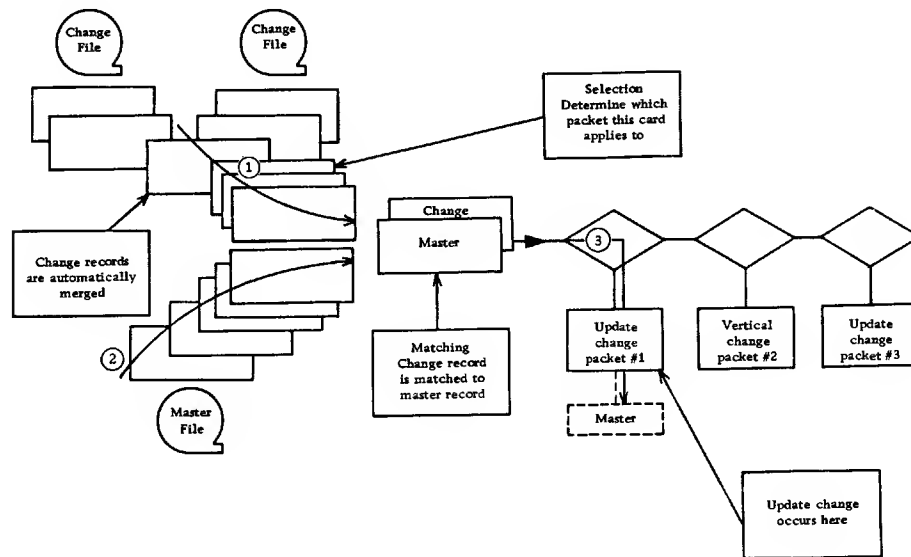 Change
File
Change
File
Selection
Determine which
packet this card
applies to
1
Change
Master
3
Change records
are automatically
merged
2
Matching
Change record
is matched to
master record
Update
change
packet #1
Vertical
change
packet #2
Update
change
packet #3
Master
File
Master
Update change
occurs here